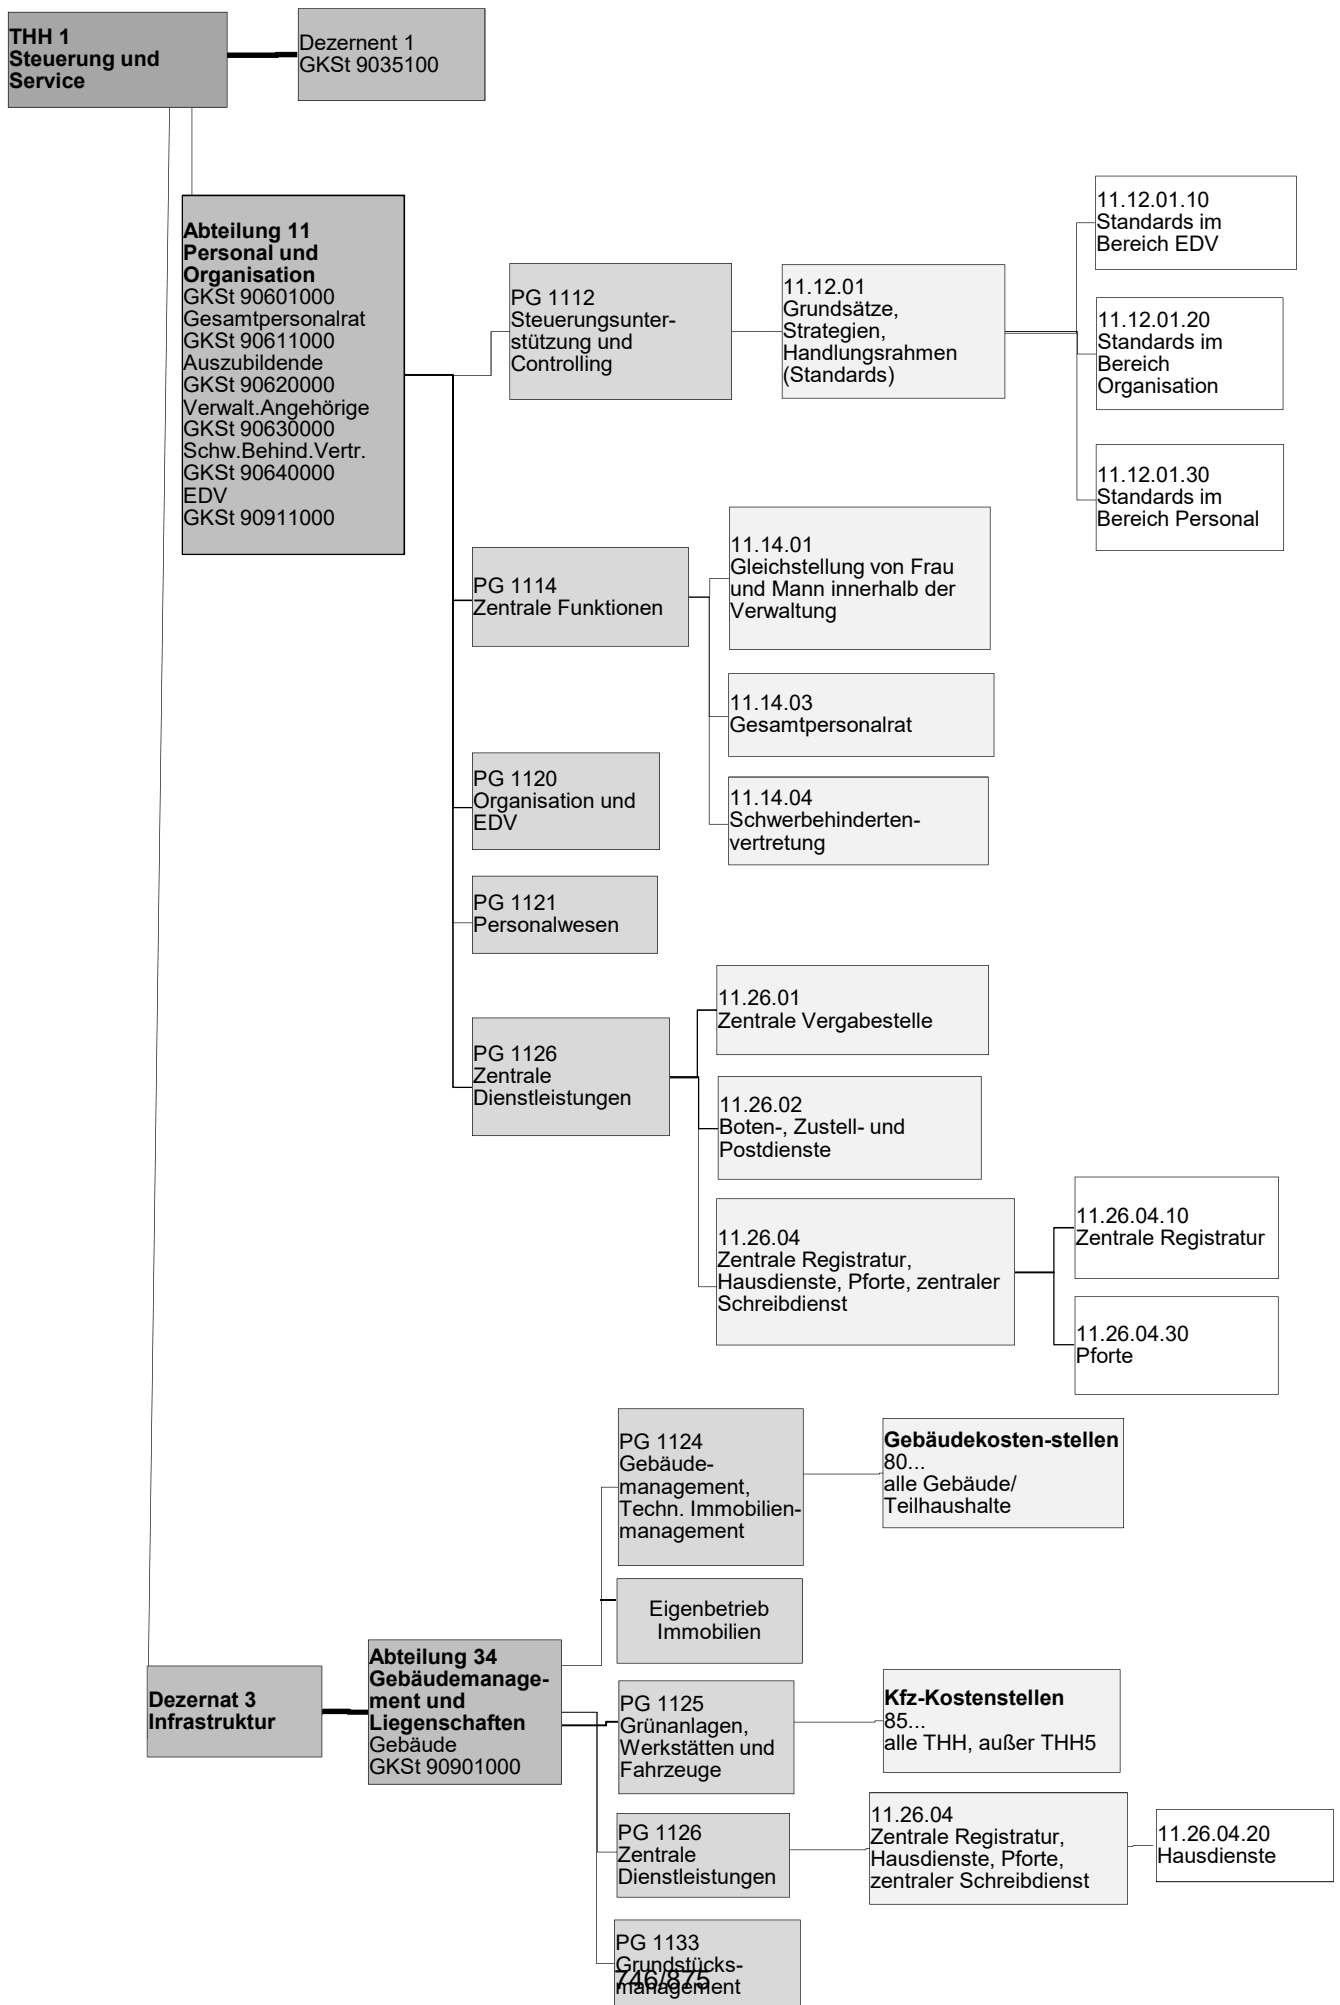 THH 1
Steuerung und
Service
Dezernent 1
GKSt 9035100
Abteilung 11
Personal und
Organisation
GKSt 90601000
Gesamtpersonalrat
GKSt 90611000
Auszubildende
GKSt 90620000
Verwalt.Angehörige
GKSt 90630000
Schw.Behind.Vertr.
GKSt 90640000
EDV
GKSt 90911000
PG 1112
Steuerungsunter-
stützung und
Controlling
11.12.01
Grundsätze,
Strategien,
Handlungsrahmen
(Standards)
11.12.01.10
Standards im
Bereich EDV
11.12.01.20
Standards im
Bereich
Organisation
11.12.01.30
Standards im
Bereich Personal
PG 1114
Zentrale Funktionen
11.14.01
Gleichstellung von Frau
und Mann innerhalb der
Verwaltung
11.14.03
Gesamtpersonalrat
11.14.04
Schwerbehinderten-
vertretung
PG 1120
Organisation und
EDV
PG 1121
Personalwesen
PG 1126
Zentrale
Dienstleistungen
11.26.01
Zentrale Vergabestelle
11.26.02
Boten-, Zustell- und
Postdienste
11.26.04
Zentrale Registratur,
Hausdienste, Pforte, zentraler
Schreibdienst
11.26.04.10
Zentrale Registratur
11.26.04.30
Pforte
Dezernat 3
Infrastruktur
Abteilung 34
Gebäudemanage-
ment und
Liegenschaften
Gebäude
GKSt 90901000
PG 1124
Gebäude-
management,
Techn. Immobilien-
management
Gebäudekosten-stellen
80...
alle Gebäude/
Teilhaushalte
Eigenbetrieb
Immobilien
PG 1125
Grünanlagen,
Werkstätten und
Fahrzeuge
Kfz-Kostenstellen
85...
alle THH, außer THH5
PG 1126
Zentrale
Dienstleistungen
11.26.04
Zentrale Registratur,
Hausdienste, Pforte,
zentraler Schreibdienst
11.26.04.20
Hausdienste
PG 1133
Grundstücks-
management
746/875